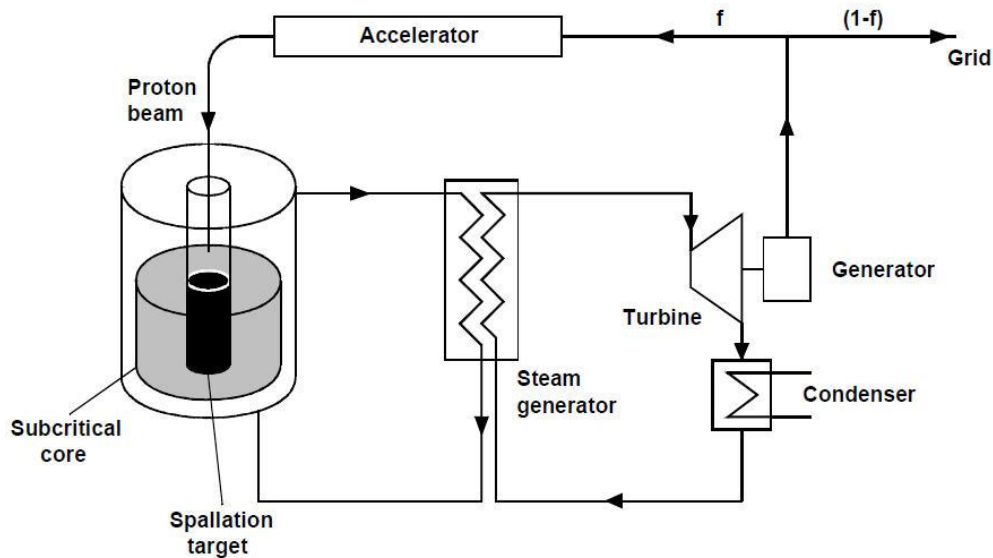 f
(1-f)
Accelerator
Grid
Proton
beam
Generator
Turbine
Steam
generator
Condenser
Subcritical
core
Spallation
target